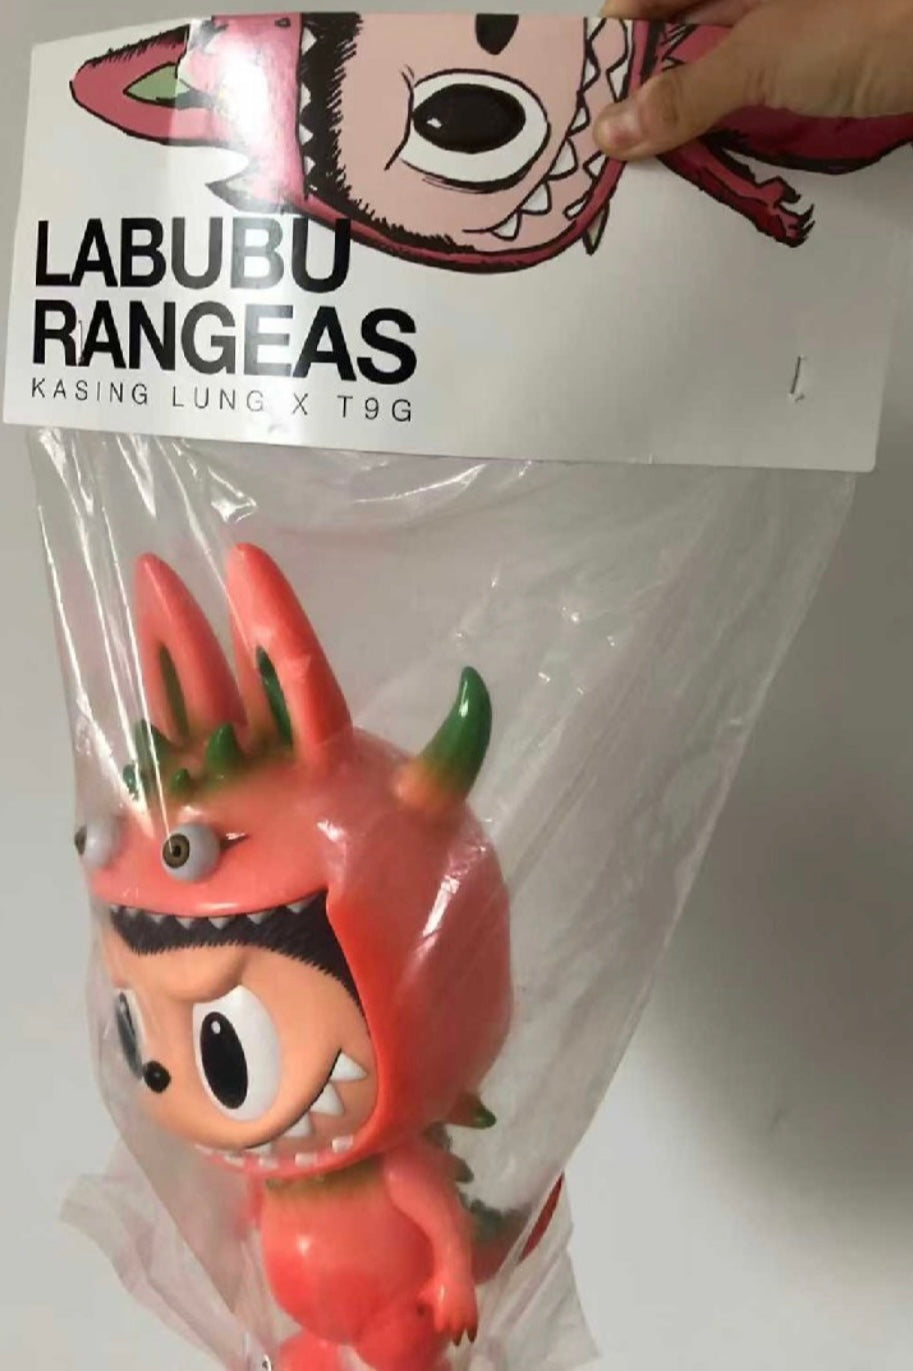 LABUBU
RANGEAS
KASING LUNG X T9G